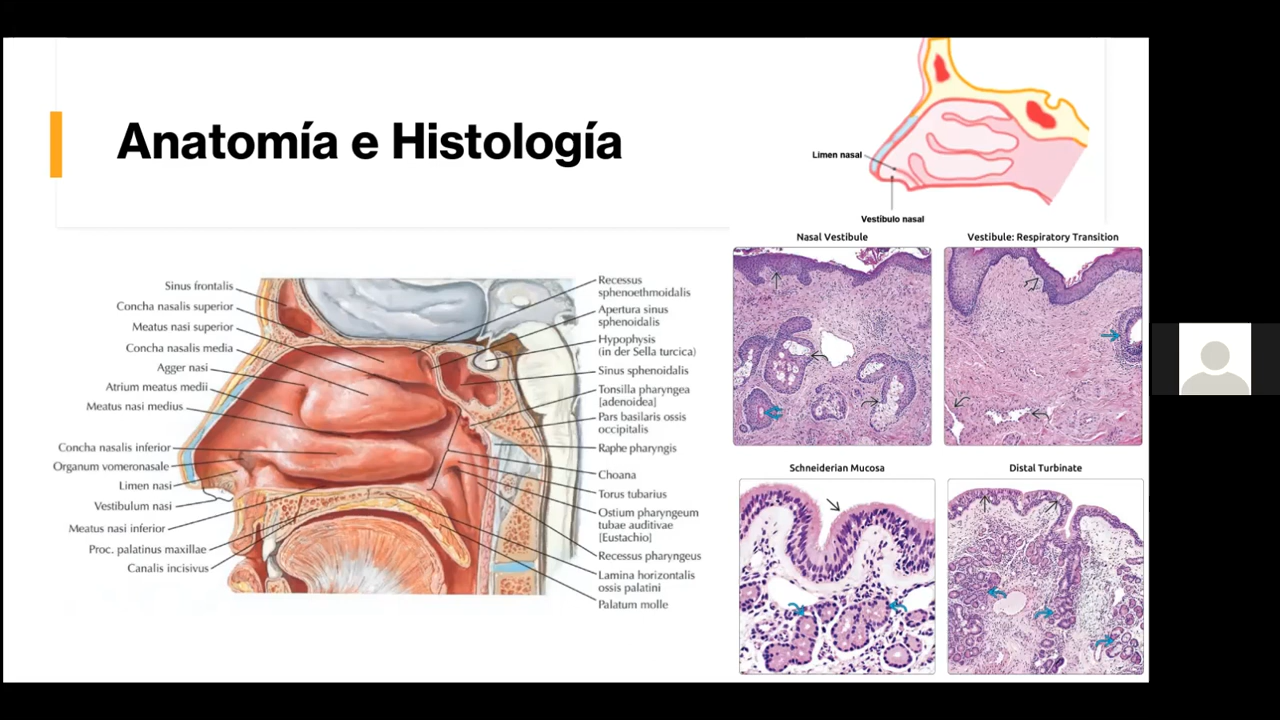 Anatomía e Histología
Limen nasal
Vestíbulo nasal
Sinus frontalis
Concha nasalis superior
Meatus nasi superior
Concha nasalis media
Agger nasi
Atrium meatus medii
Meatus nasi medius
Concha nasalis inferior
Organum vomeronasale
Limen nasi
Vestibulum nasi
Meatus nasi inferior
Proc. palatinus maxillae
Canalis incisivus
Recessus
sphenoethmoidalis
Apertura sinus
sphenoidalis
Hypophysis
(in der Sella turcica)
Sinus sphenoidalis
Tonsilla pharyngea
[adenoidea]
Pars basilaris ossis
occipitalis
Raphe pharyngis
Choana
Torus tubarius
Ostium pharyngeum
tubae auditivae
[Eustachio]
Recessus pharyngeus
Lamina horizontalis
ossis palatini
Palatum molle
Nasal Vestibule
Vestibule: Respiratory Transition
Schneiderian Mucosa
Distal Turbinate